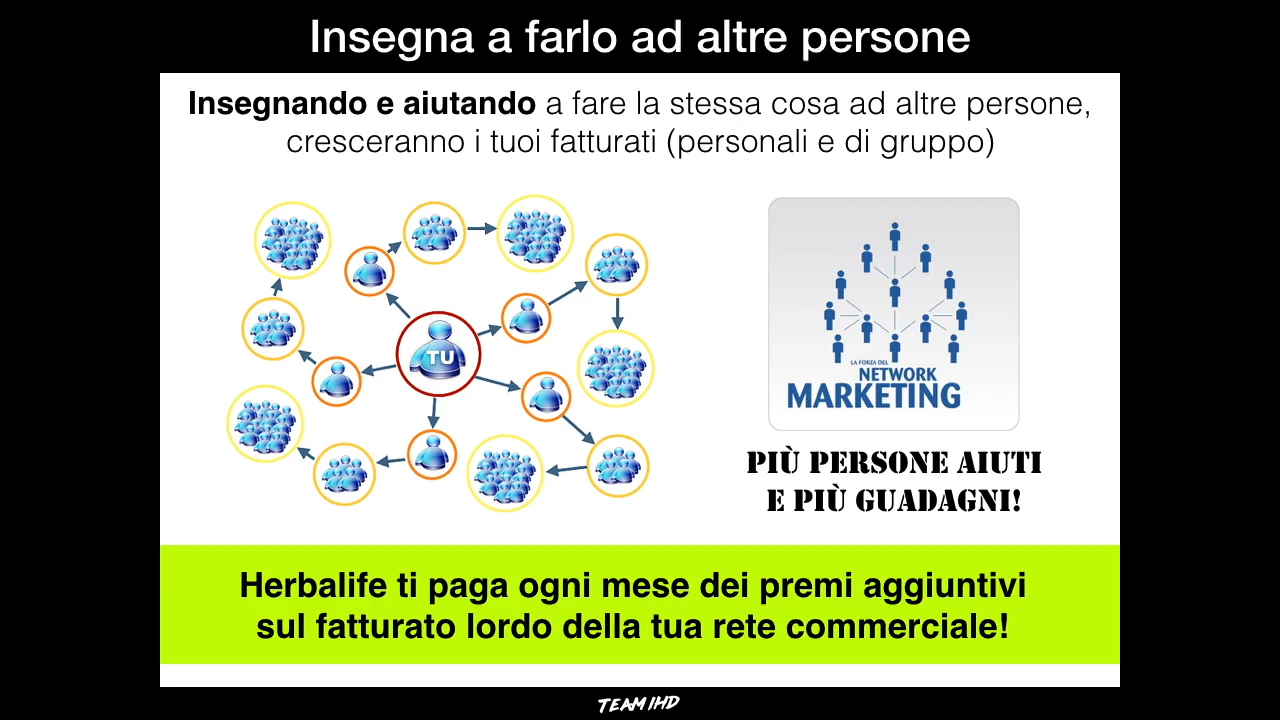 Insegna a farlo ad altre persone
Insegnando e aiutando a fare la stessa cosa ad altre persone,
cresceranno i tuoi fatturati (personali e di gruppo)
TU
LA FORZA DEL
NETWORK
MARKETING
PIÙ PERSONE AIUTI
E PIÙ GUADAGNI!
Herbalife ti paga ogni mese dei premi aggiuntivi
sul fatturato lordo della tua rete commerciale!
TEAM IHD